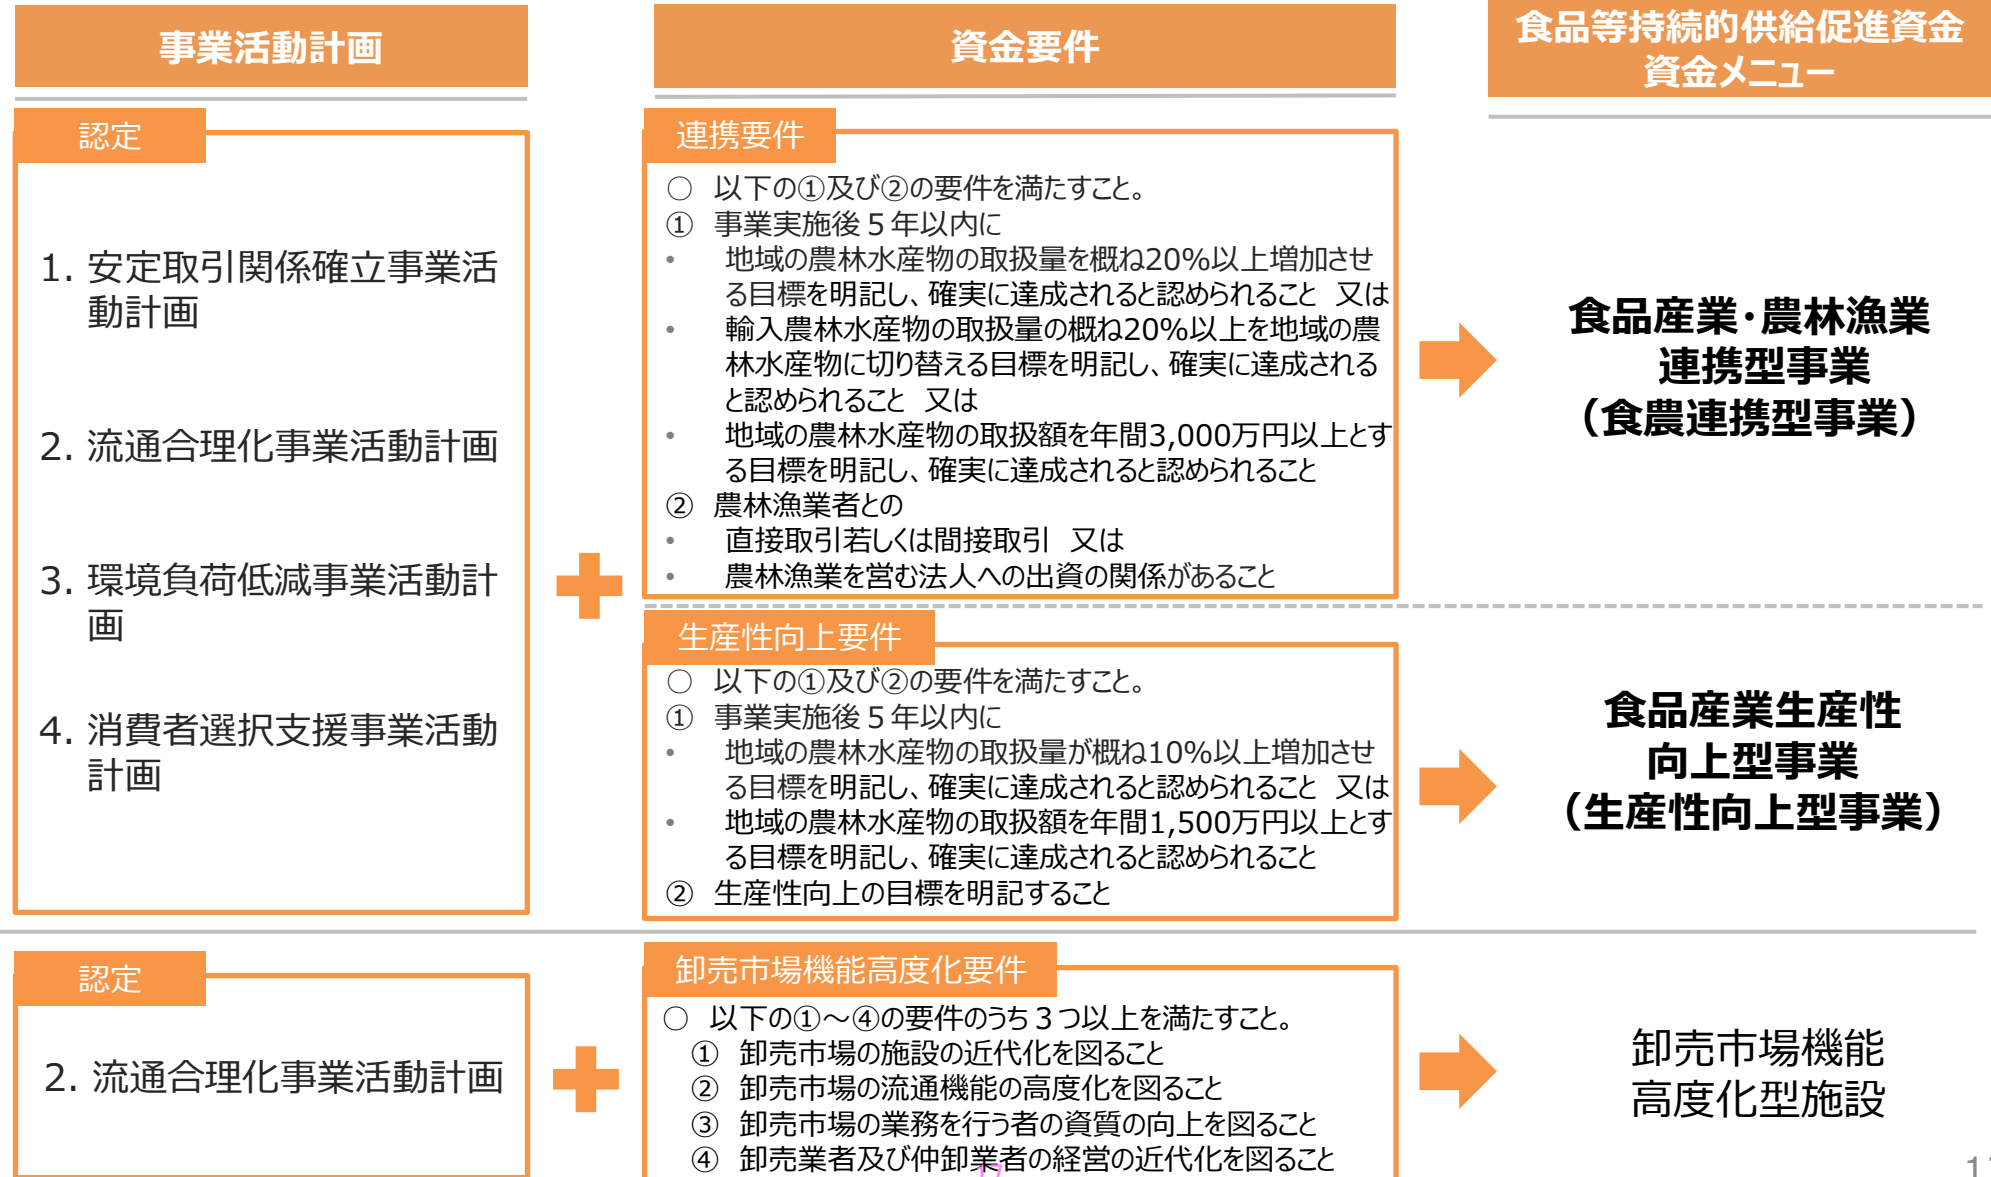 事業活動計画
認定
1. 安定取引関係確立事業活
動計画
2. 流通合理化事業活動計画
3. 環境負荷低減事業活動計
画
4. 消費者選択支援事業活動
計画
資金要件
連携要件
○ 以下の①及び②の要件を満たすこと。
① 事業実施後５年以内に
• 地域の農林水産物の取扱量を概ね20%以上増加させ
る目標を明記し、確実に達成されると認められること 又は
• 輸入農林水産物の取扱量の概ね20%以上を地域の農
林水産物に切り替える目標を明記し、確実に達成される
と認められること 又は
• 地域の農林水産物の取扱額を年間3,000万円以上とす
る目標を明記し、確実に達成されると認められること
② 農林漁業者との
• 直接取引若しくは間接取引 又は
• 農林漁業を営む法人への出資の関係があること
生産性向上要件
○ 以下の①及び②の要件を満たすこと。
① 事業実施後５年以内に
• 地域の農林水産物の取扱量が概ね10%以上増加させ
る目標を明記し、確実に達成されると認められること 又は
• 地域の農林水産物の取扱額を年間1,500万円以上とす
る目標を明記し、確実に達成されると認められること
② 生産性向上の目標を明記すること
食品等持続的供給促進資金
資金メニュー
食品産業・農林漁業
連携型事業
（食農連携型事業）
食品産業生産性
向上型事業
（生産性向上型事業）
認定
2. 流通合理化事業活動計画
卸売市場機能高度化要件
○ 以下の①～④の要件のうち３つ以上を満たすこと。
① 卸売市場の施設の近代化を図ること
② 卸売市場の流通機能の高度化を図ること
③ 卸売市場の業務を行う者の資質の向上を図ること
④ 卸売業者及び仲卸業者の経営の近代化を図ること
卸売市場機能
高度化型施設